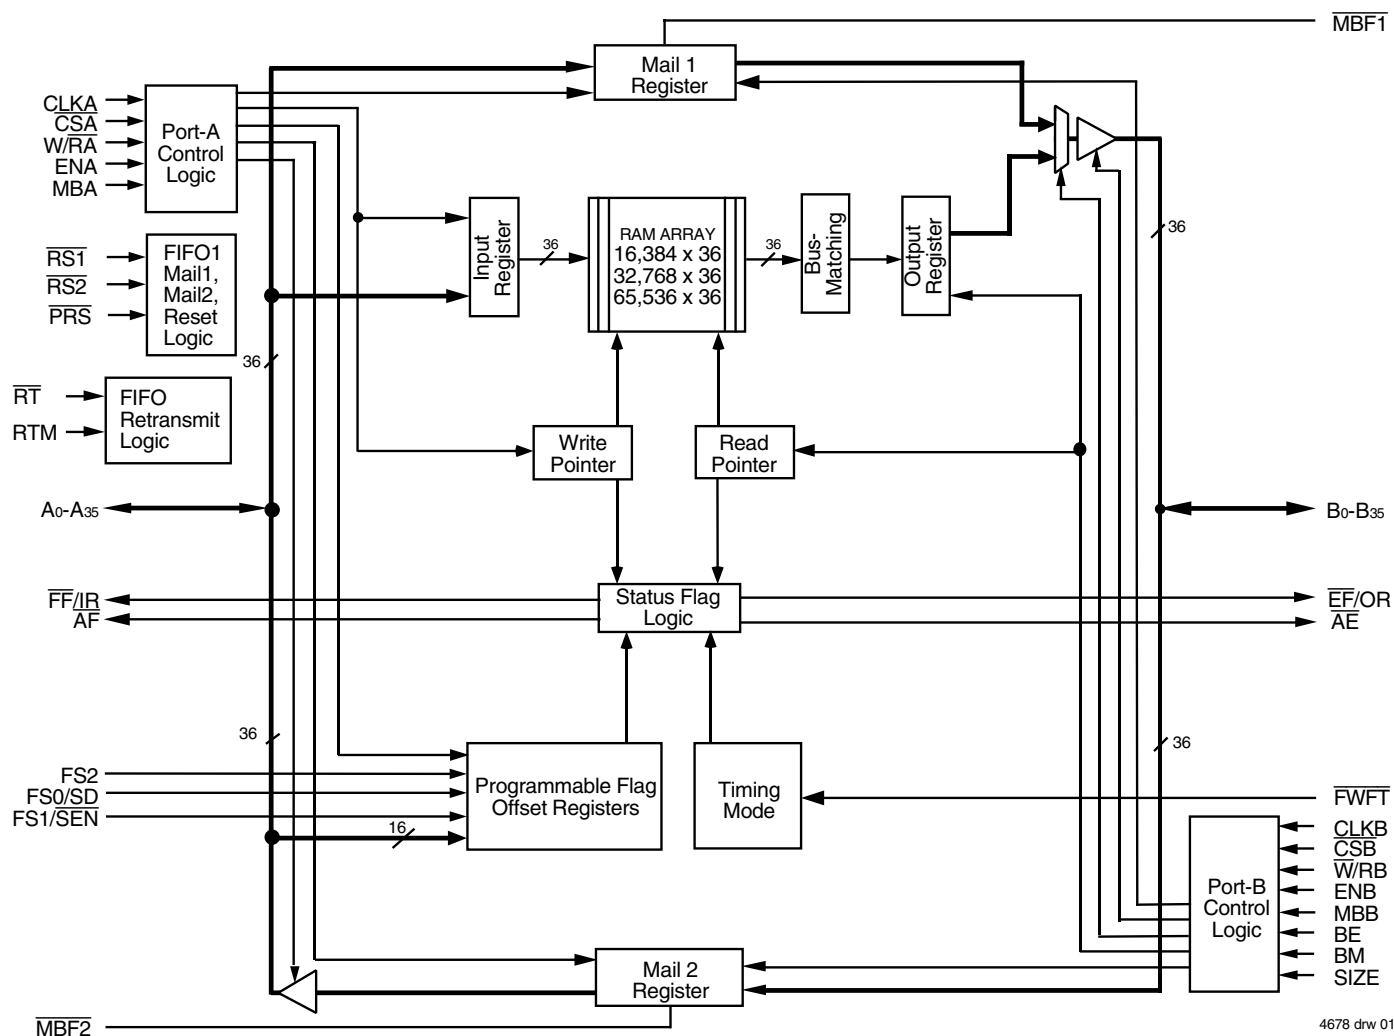 MBF1
Mail 1
Register
CLKA
CSA
W/RA
ENA
MBA
Port-A
Control
Logic
RS1
RS2
PRS
FIFO1
Mail1,
Mail2,
Reset
Logic
36
RT
RTM
FIFO
Retransmit
Logic
Input
Register
36
RAM ARRAY
16,384 x 36
32,768 x 36
65,536 x 36
36
Bus-
Matching
Output
Register
36
Write
Pointer
Read
Pointer
A0-A35
B0-B35
FF/IR
AF
Status Flag
Logic
EF/OR
AE
36
36
FS2
FS0/SD
FS1/SEN
16
Programmable Flag
Offset Registers
Timing
Mode
FWFT
CLKB
CSB
W/RB
ENB
MBB
BE
BM
SIZE
Port-B
Control
Logic
Mail 2
Register
MBF2
4678 drw 01